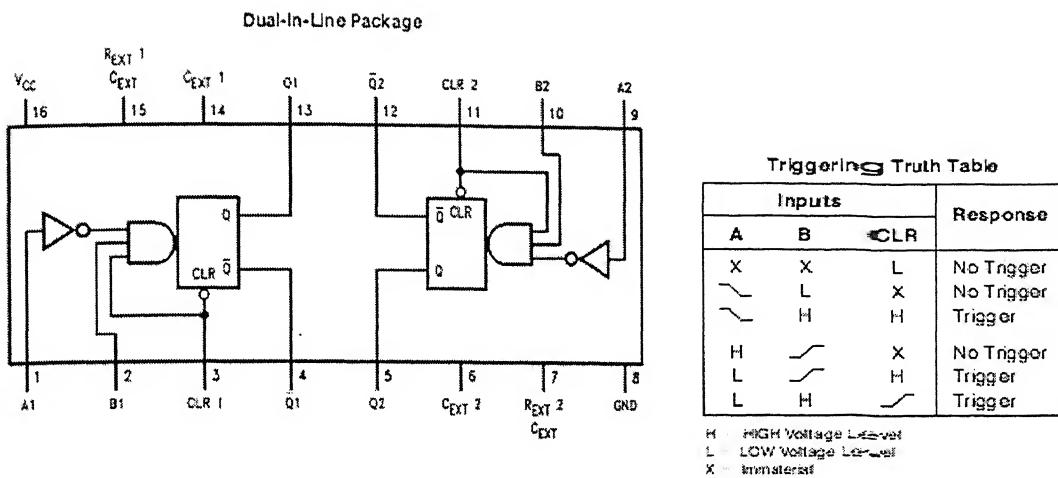 Dual-In-Line Package
R_EXT 1
V_CC C_EXT C_EXT 1 Q1 Q̅2 CLR 2 B2 A2
16 15 14 13 12 11 10 9
Q Q̅ CLR
CLR Q̅ Q
1 2 3 4 5 6 7 8
A1 B1 CLR 1 Q̅1 Q2 C_EXT 2 R_EXT 2 GND
C_EXT
Triggering Truth Table
Inputs Response
A B CLR
X X L No Trigger
L X No Trigger
H H Trigger
H X No Trigger
L H Trigger
L H Trigger
H = HIGH Voltage Level
L = LOW Voltage Level
X = Immaterial